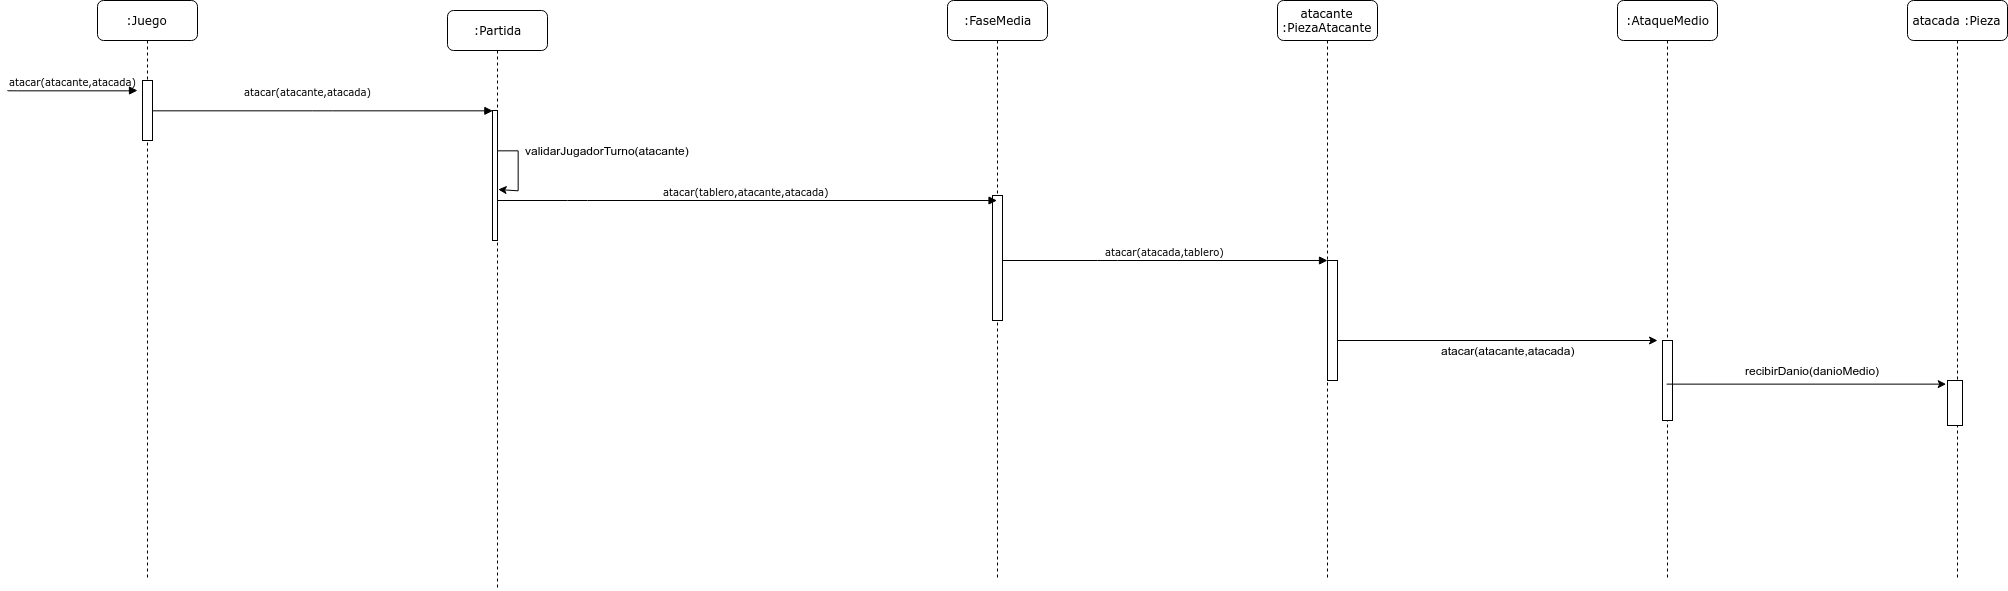 :Juego
:Partida
:FaseMedia
atacante
:PiezaAtacante
:AtaqueMedio
atacada :Pieza
atacar(atacante,atacada)
atacar(atacante,atacada)
validarJugadorTurno(atacante)
atacar(tablero,atacante,atacada)
atacar(atacada,tablero)
atacar(atacante,atacada)
recibirDanio(danioMedio)